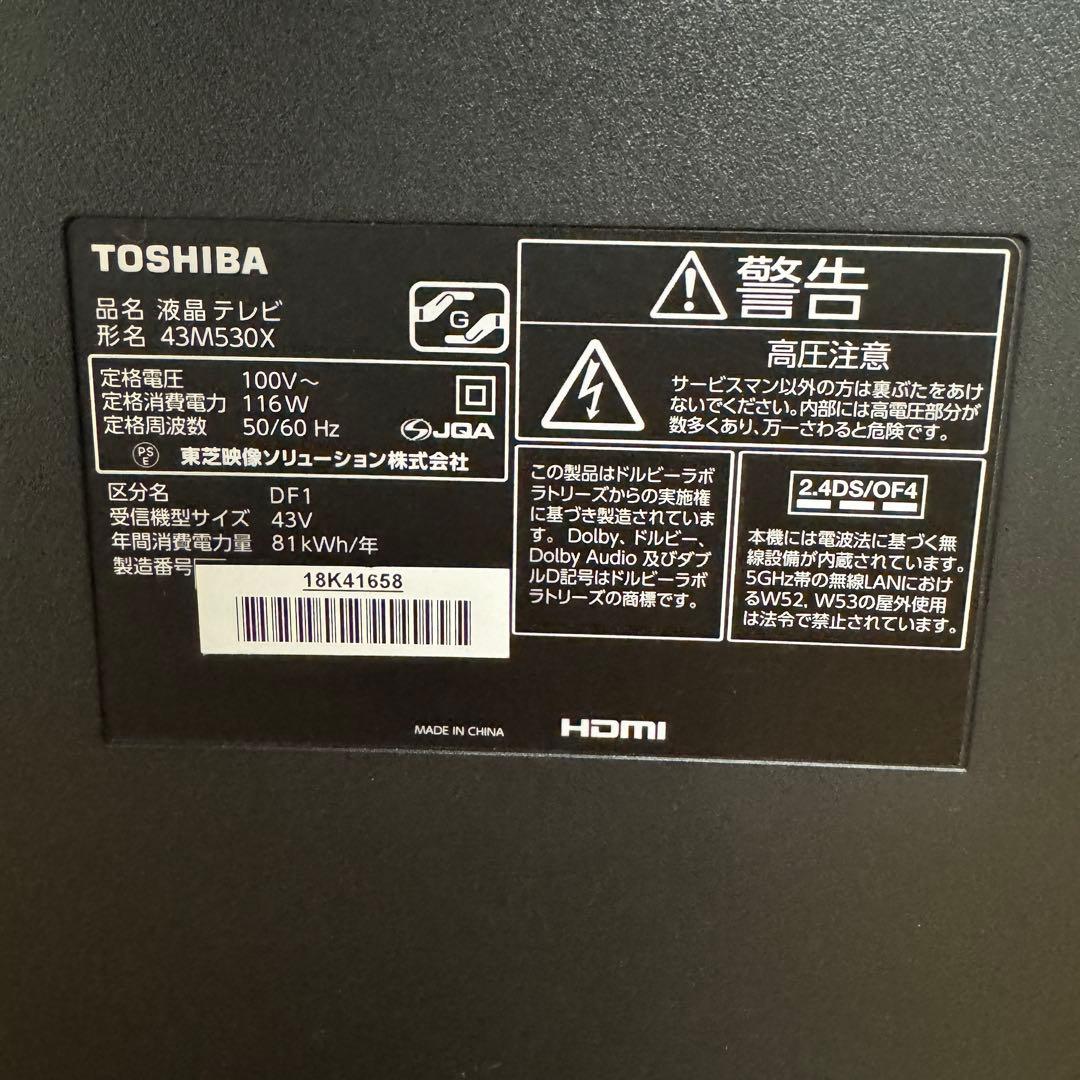 TOSHIBA
品名 液晶テレビ
形名 43M530X
G
定格電圧 100V～
定格消費電力 116W
定格周波数 50/60 Hz
JQA
PS
E
東芝映像ソリューション株式会社
区分名 DF1
受信機型サイズ 43V
年間消費電力量 81kWh/年
製造番号
18K41658
警告
高圧注意
サービスマン以外の方は裏ぶたをあけ
ないでください。内部には高電圧部分が
数多くあり、万一さわると危険です。
この製品はドルビーラボ
ラトリーズからの実施権
に基づき製造されていま
す。Dolby、ドルビー、
Dolby Audio 及びダブ
ルD記号はドルビーラボ
ラトリーズの商標です。
2.4DS/OF4
本機には電波法に基づく無
線設備が内蔵されています。
5GHz帯の無線LANにおけ
るW52, W53の屋外使用
は法令で禁止されています。
MADE IN CHINA
HDMI